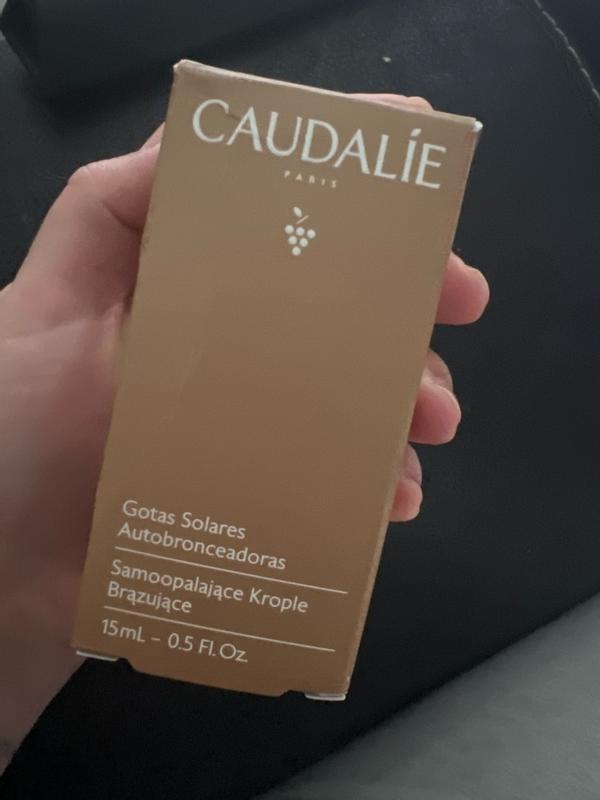 CAUDALÍE
PARIS
Gotas Solares
Autobronceadoras
Samoopalające Krople
Brązujące
15mL – 0.5 Fl.Oz.